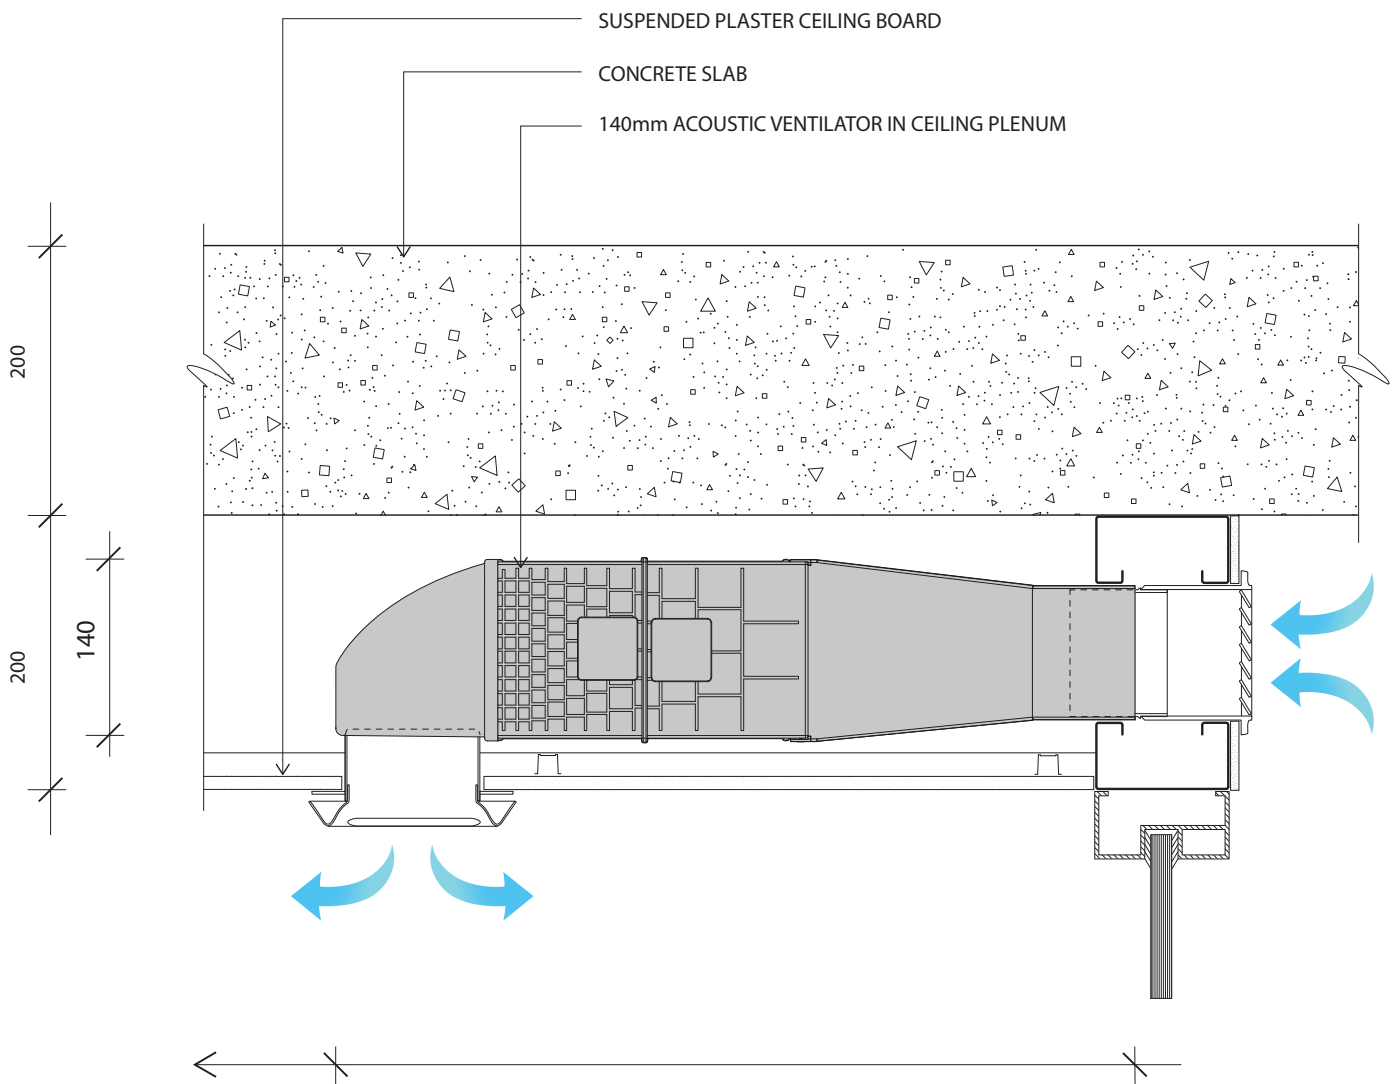 SUSPENDED PLASTER CEILING BOARD
CONCRETE SLAB
140mm ACOUSTIC VENTILATOR IN CEILING PLENUM
200
200
140